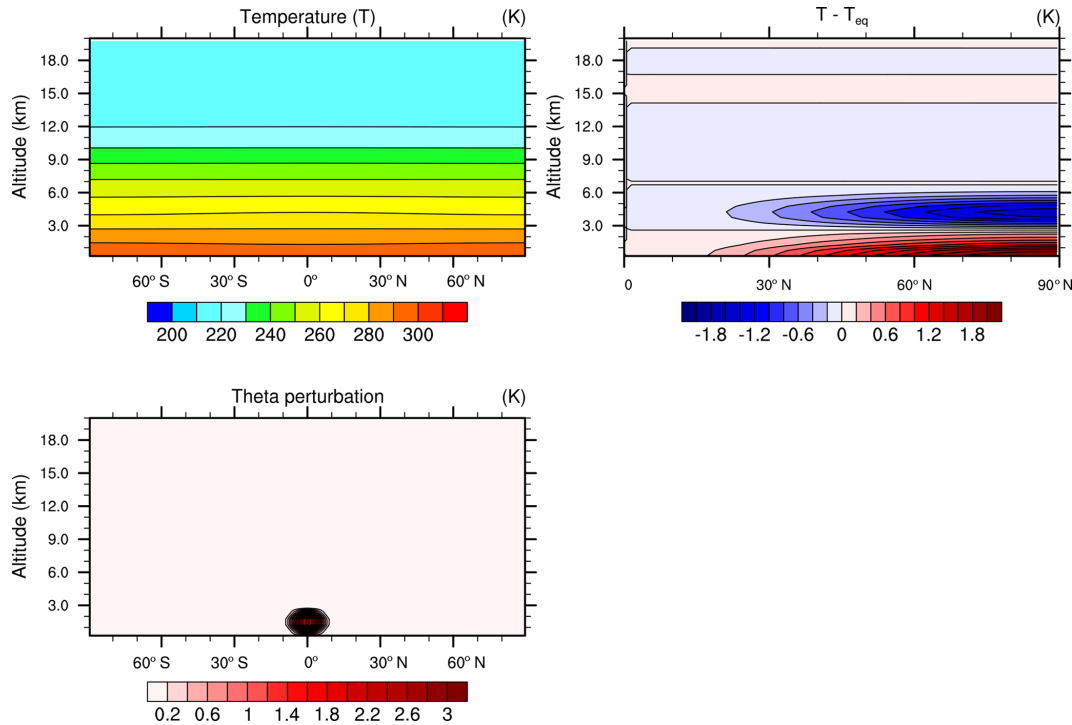 Temperature (T) (K)
Altitude (km)
18.0
15.0
12.0
9.0
6.0
3.0
60° S 30° S 0° 30° N 60° N
200 220 240 260 280 300
T - Teq (K)
Altitude (km)
18.0
15.0
12.0
9.0
6.0
3.0
0 30° N 60° N 90° N
-1.8 -1.2 -0.6 0 0.6 1.2 1.8
Theta perturbation (K)
Altitude (km)
18.0
15.0
12.0
9.0
6.0
3.0
60° S 30° S 0° 30° N 60° N
0.2 0.6 1 1.4 1.8 2.2 2.6 3